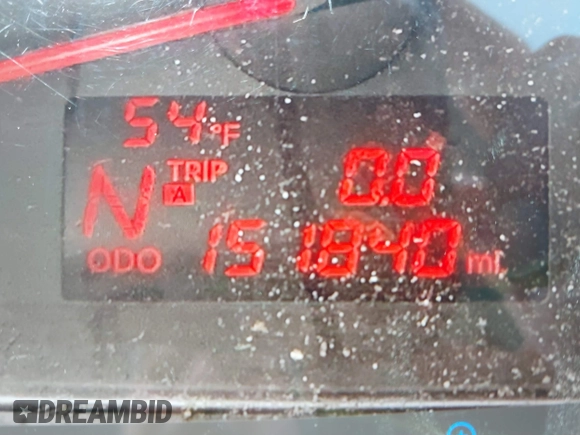 54°F
N TRIP A 0.0
ODO 151840 mi
DREAMBID